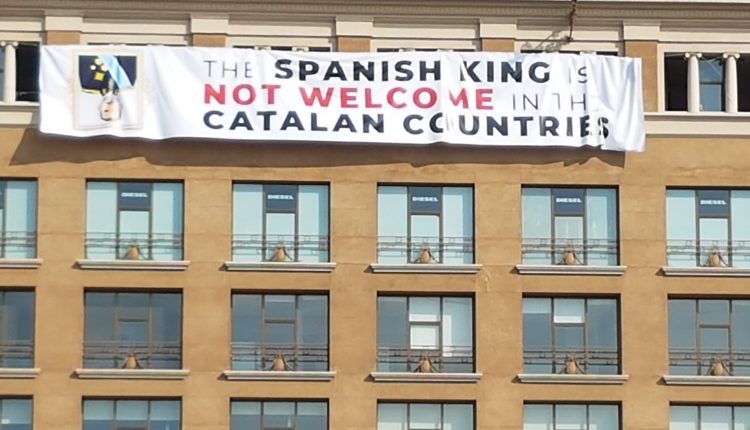 THE SPANISH KING IS
NOT WELCOME IN THE
CATALAN COUNTRIES
DIESEL
DIESEL
DIESEL
DIESEL
DIESEL